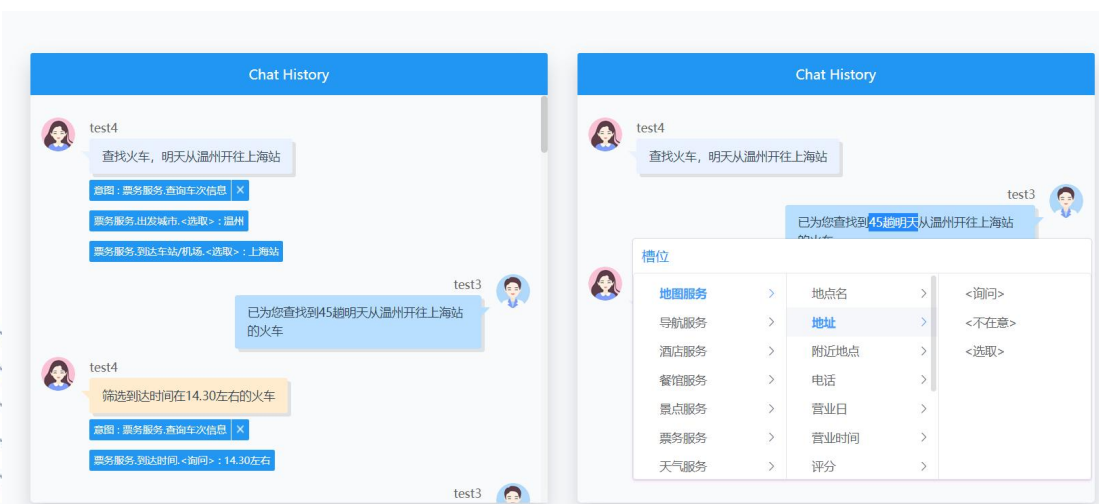 Chat History
test4
查找火车，明天从温州开往上海站
意图 : 票务服务.查询车次信息 ×
票务服务.出发城市.<选取> : 温州
票务服务.到达车站/机场.<选取> : 上海站
test3
已为您查找到45趟明天从温州开往上海站
的火车
test4
筛选到达时间在14.30左右的火车
意图 : 票务服务.查询车次信息 ×
票务服务.到达时间.<询问> : 14.30左右
test3
Chat History
test4
查找火车，明天从温州开往上海站
test3
已为您查找到45趟明天从温州开往上海站
槽位
地图服务 > 地点名 > <询问>
导航服务 > 地址 > <不在意>
酒店服务 > 附近地点 > <选取>
餐馆服务 > 电话 >
景点服务 > 营业日 >
票务服务 > 营业时间 >
天气服务 > 评分 >